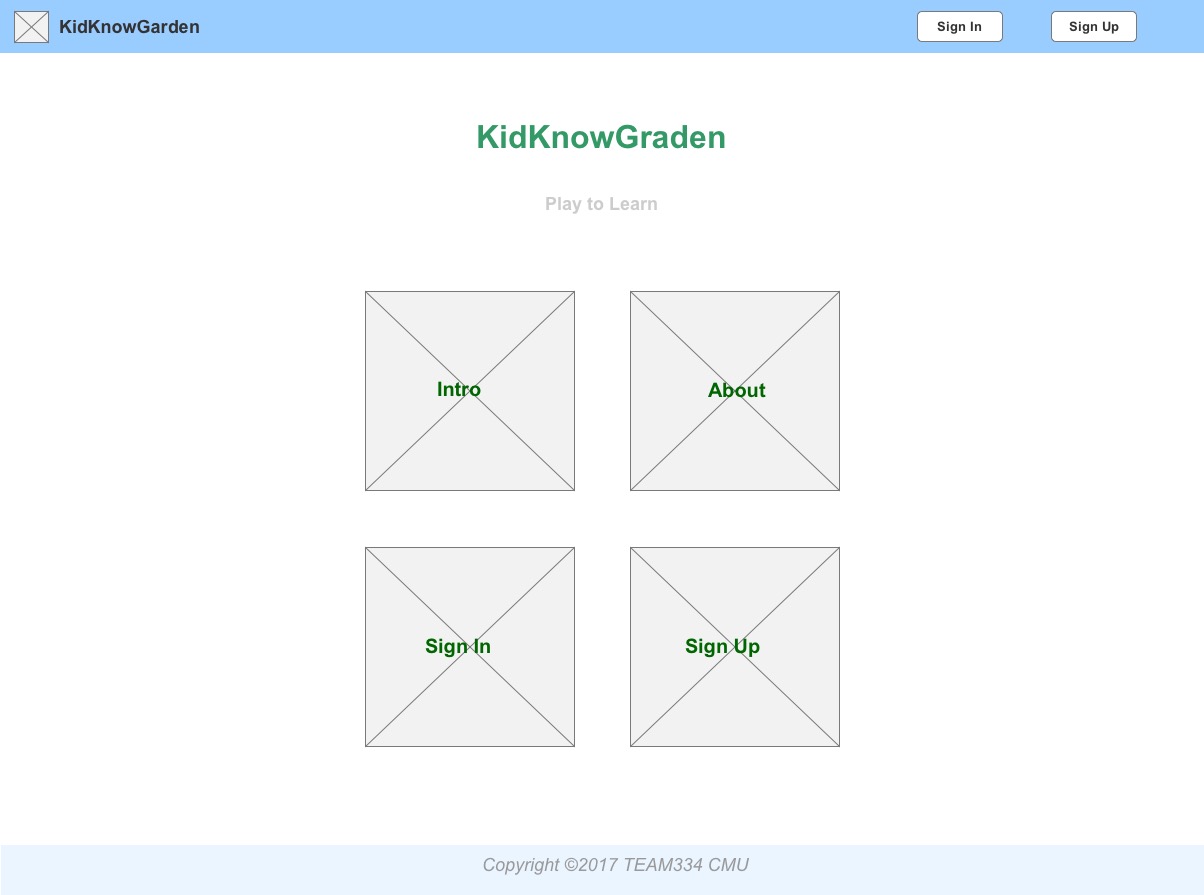 KidKnowGarden
Sign In
Sign Up
KidKnowGraden
Play to Learn
Intro
About
Sign In
Sign Up
Copyright ©2017 TEAM334 CMU